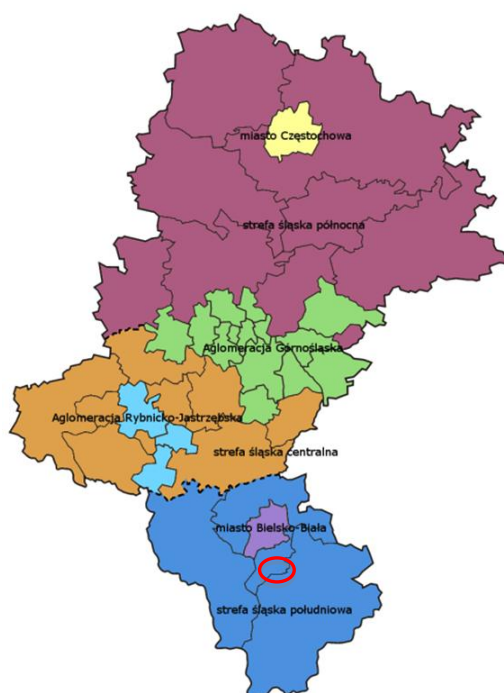 miasto Częstochowa
strefa śląska północna
Aglomeracja Górnośląska
Aglomeracja Rybnicko-Jastrzębska
strefa śląska centralna
miasto Bielsko-Biała
strefa śląska południowa